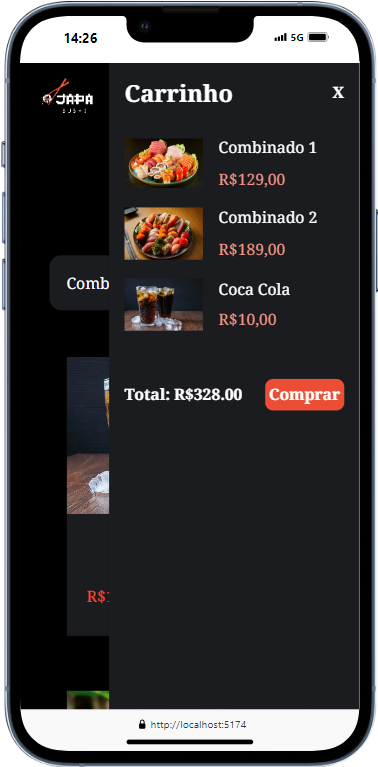 14:26
5G
JAPA
SUSHI
Carrinho
X
Combinado 1
R$129,00
Combinado 2
R$189,00
Coca Cola
R$10,00
Comb
Total: R$328.00
Comprar
R$1
http://localhost:5174